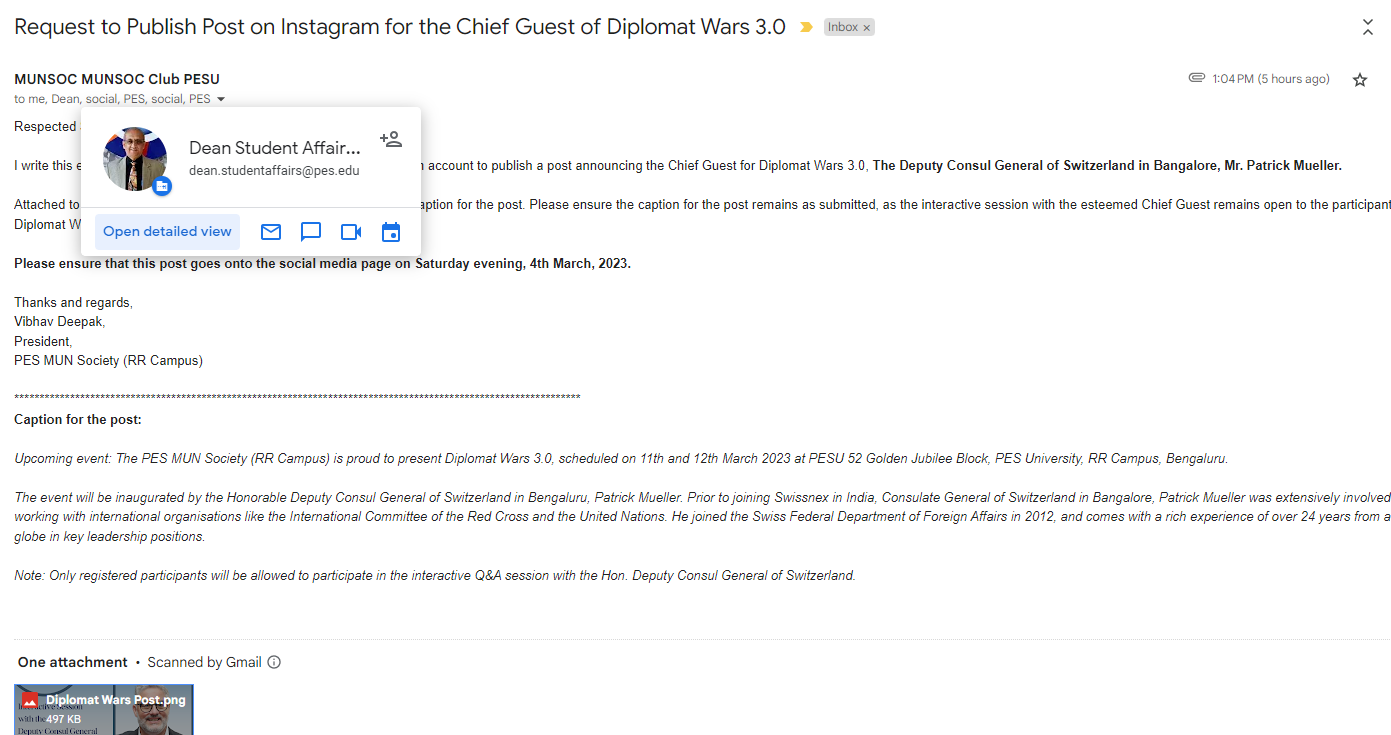 Request to Publish Post on Instagram for the Chief Guest of Diplomat Wars 3.0 Inbox ×
MUNSOC MUNSOC Club PESU
1:04 PM (5 hours ago)
to me, Dean, social, PES, social, PES
Respected
Dean Student Affair...
dean.studentaffairs@pes.edu
I write this e account to publish a post announcing the Chief Guest for Diplomat Wars 3.0, The Deputy Consul General of Switzerland in Bangalore, Mr. Patrick Mueller.
Attached to aption for the post. Please ensure the caption for the post remains as submitted, as the interactive session with the esteemed Chief Guest remains open to the participant
Diplomat W
Open detailed view
Please ensure that this post goes onto the social media page on Saturday evening, 4th March, 2023.
Thanks and regards,
Vibhav Deepak,
President,
PES MUN Society (RR Campus)
Caption for the post:
Upcoming event: The PES MUN Society (RR Campus) is proud to present Diplomat Wars 3.0, scheduled on 11th and 12th March 2023 at PESU 52 Golden Jubilee Block, PES University, RR Campus, Bengaluru.
The event will be inaugurated by the Honorable Deputy Consul General of Switzerland in Bengaluru, Patrick Mueller. Prior to joining Swissnex in India, Consulate General of Switzerland in Bangalore, Patrick Mueller was extensively involved
working with international organisations like the International Committee of the Red Cross and the United Nations. He joined the Swiss Federal Department of Foreign Affairs in 2012, and comes with a rich experience of over 24 years from a
globe in key leadership positions.
Note: Only registered participants will be allowed to participate in the interactive Q&A session with the Hon. Deputy Consul General of Switzerland.
One attachment • Scanned by Gmail
Diplomat Wars Post.png
Interactive Session
with the
497 KB
Deputy Consul General